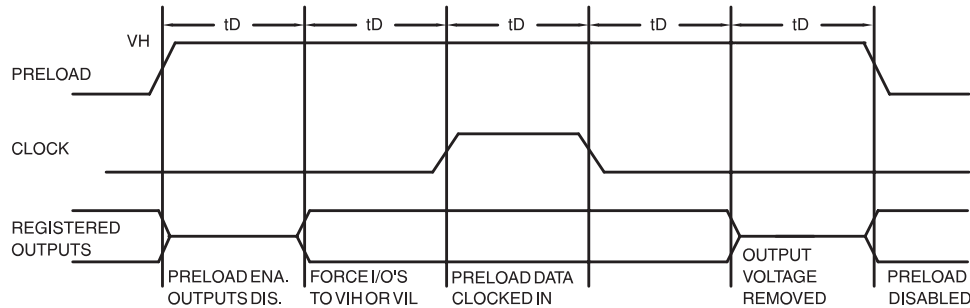 tD tD tD tD tD
VH
PRELOAD
CLOCK
REGISTERED
OUTPUTS
PRELOAD ENA.
OUTPUTS DIS.
FORCE I/O'S
TO VIH OR VIL
PRELOAD DATA
CLOCKED IN
OUTPUT
VOLTAGE
REMOVED
PRELOAD
DISABLED